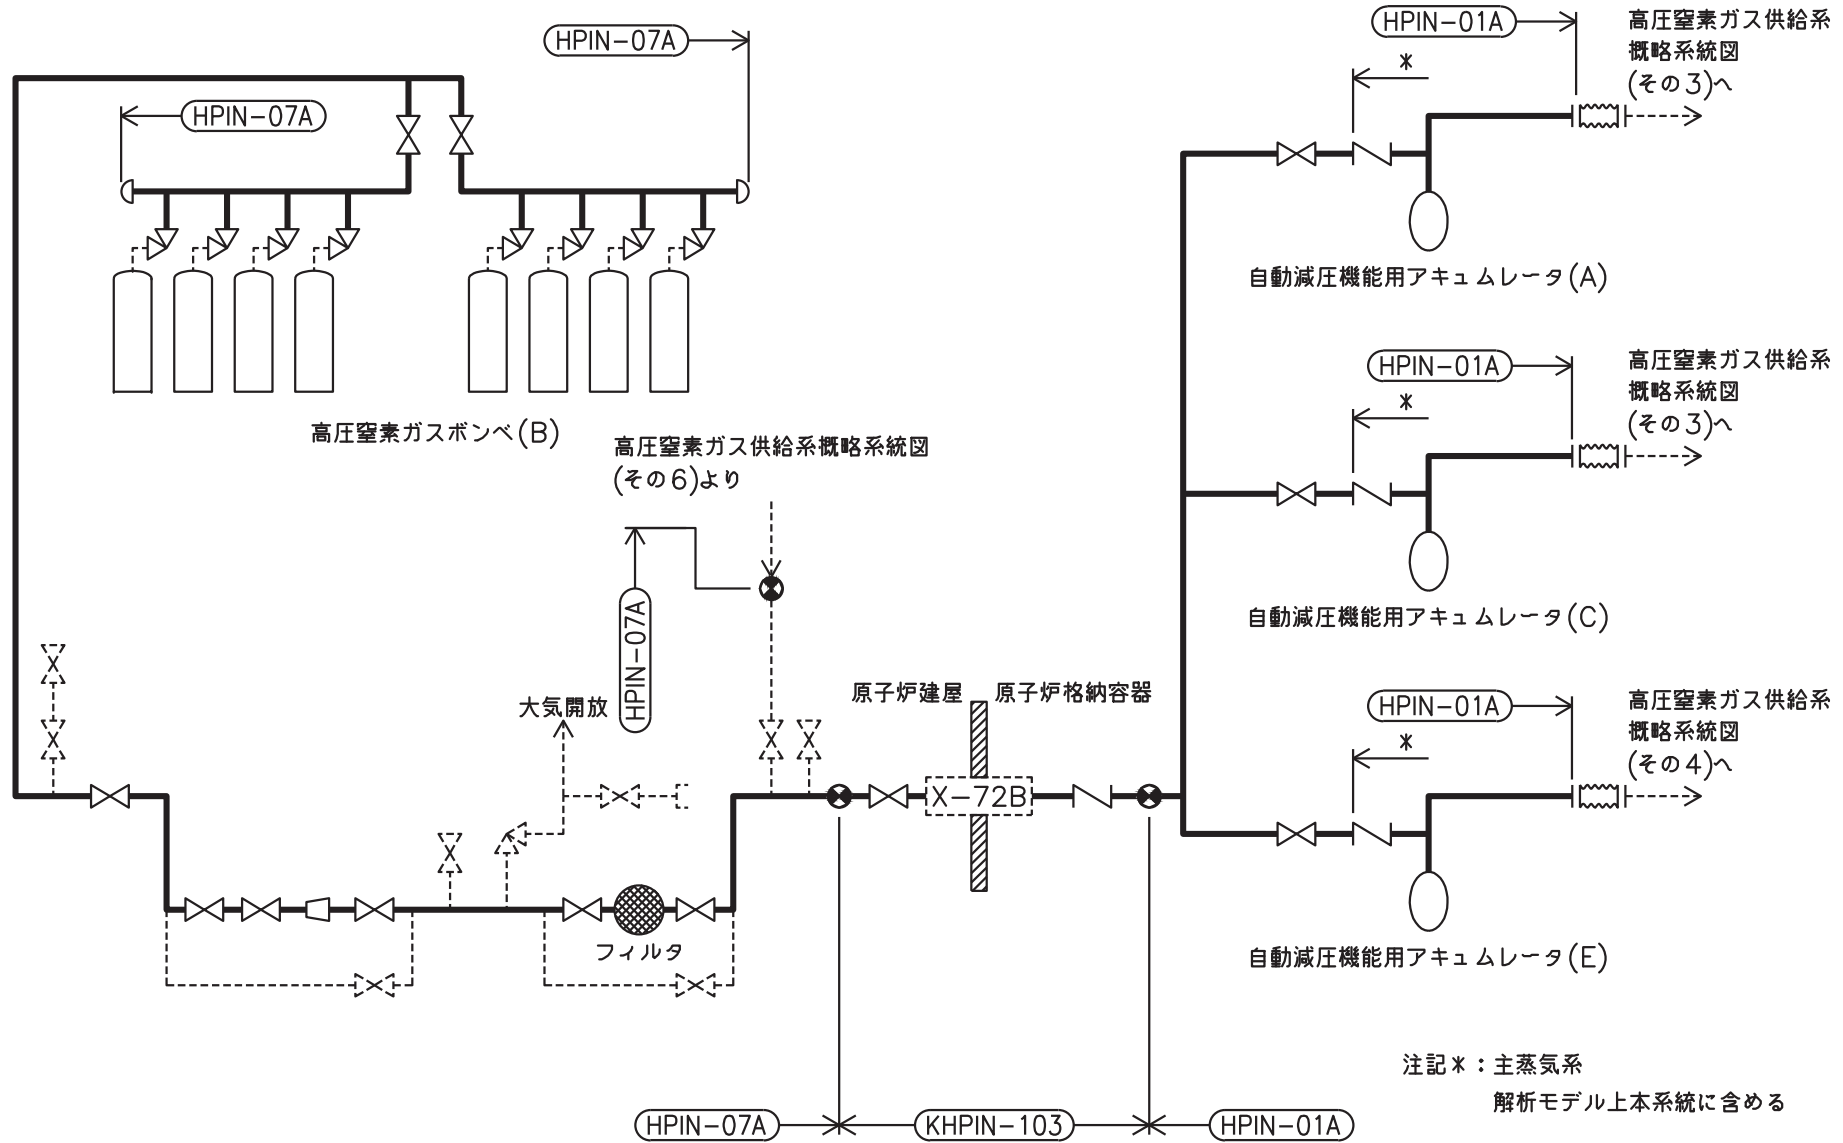 HPIN-07A
HPIN-07A
高圧窒素ガスボンベ(B)
高圧窒素ガス供給系概略系統図
(その6)より
HPIN-07A
大気開放
フィルタ
原子炉建屋
原子炉格納容器
X-72B
HPIN-01A
*
高圧窒素ガス供給系
概略系統図
(その3)へ
自動減圧機能用アキュムレータ(A)
HPIN-01A
*
高圧窒素ガス供給系
概略系統図
(その3)へ
自動減圧機能用アキュムレータ(C)
HPIN-01A
*
高圧窒素ガス供給系
概略系統図
(その4)へ
自動減圧機能用アキュムレータ(E)
注記*:主蒸気系
解析モデル上本系統に含める
HPIN-07A
KHPIN-103
HPIN-01A